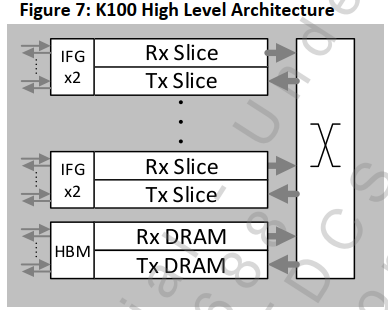 Figure 7: K100 High Level Architecture
IFG
x2
Rx Slice
Tx Slice
IFG
x2
Rx Slice
Tx Slice
HBM
Rx DRAM
Tx DRAM